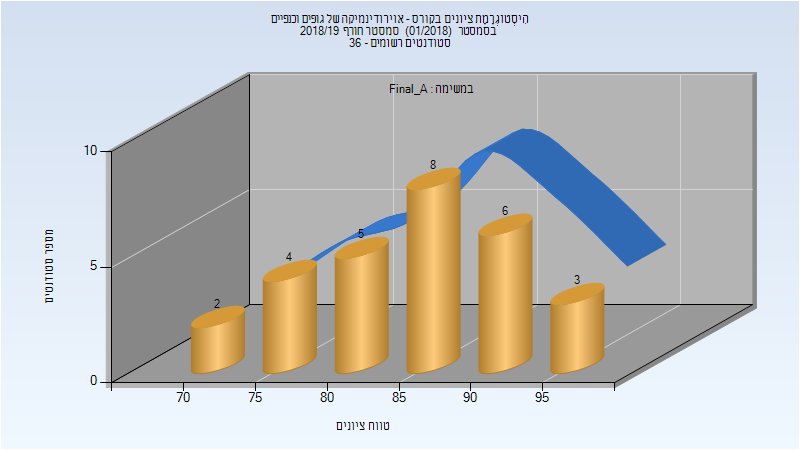 היסטוגרמת ציונים בקורס - אוירודינמיקה של גופים וכנפיים
בסמסטר (01/2018) סמסטר חורף 2018/19
סטודנטים רשומים - 36
במשימה : Final_A
מספר סטודנטים
10
5
0
2
4
5
8
6
3
70 75 80 85 90 95
טווח ציונים